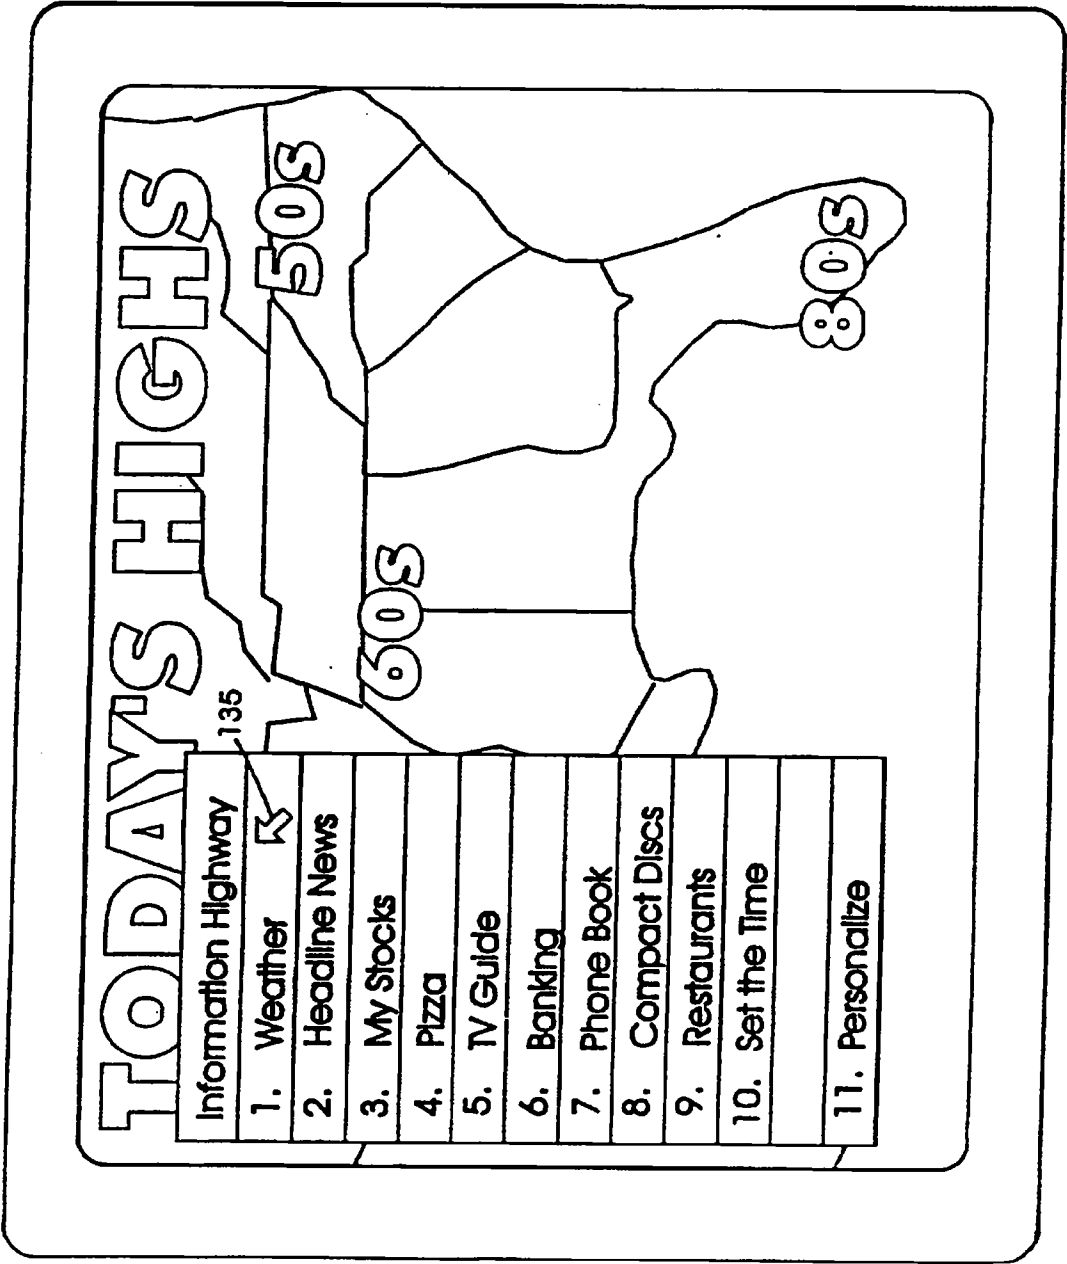 TODAY'S HIGHS
135
50s
60s
80s
Information Highway
1. Weather
2. Headline News
3. My Stocks
4. Pizza
5. TV Guide
6. Banking
7. Phone Book
8. Compact Discs
9. Restaurants
10. Set the Time
11. Personalize